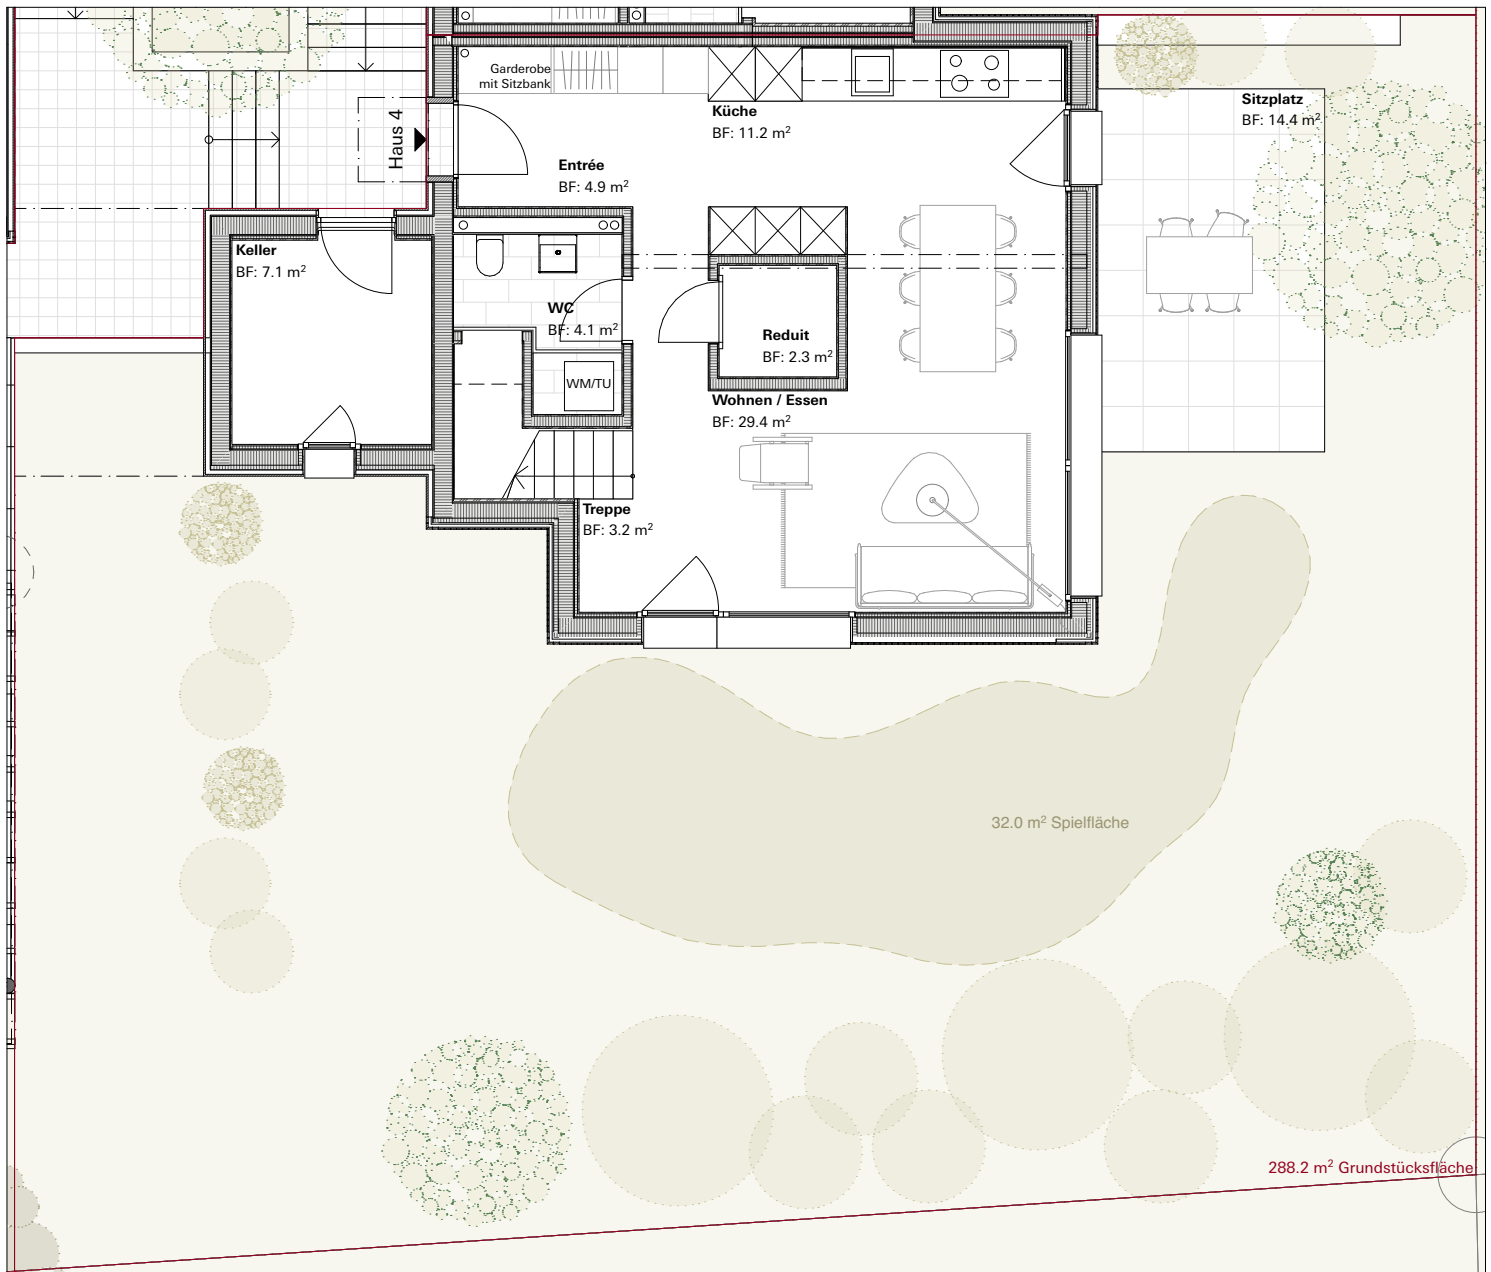 Garderobe
mit Sitzbank
Küche
BF: 11.2 m²
Sitzplatz
BF: 14.4 m²
Haus 4
Entrée
BF: 4.9 m²
Keller
BF: 7.1 m²
WC
BF: 4.1 m²
Reduit
BF: 2.3 m²
WM/TU
Wohnen / Essen
BF: 29.4 m²
Treppe
BF: 3.2 m²
32.0 m² Spielfläche
288.2 m² Grundstücksfläche